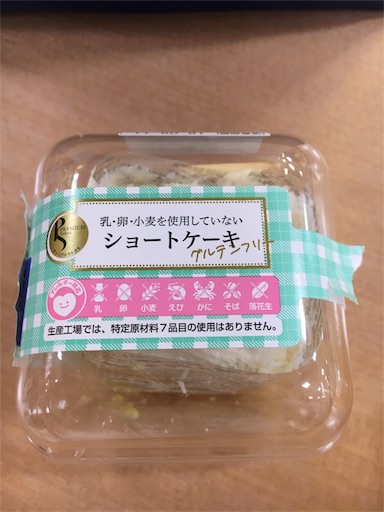 PREMIUM
乳・卵・小麦を使用していない
ショートケーキ
グルテンフリー
乳 卵 小麦 えび かに そば 落花生
生産工場では、特定原材料7品目の使用はありません。